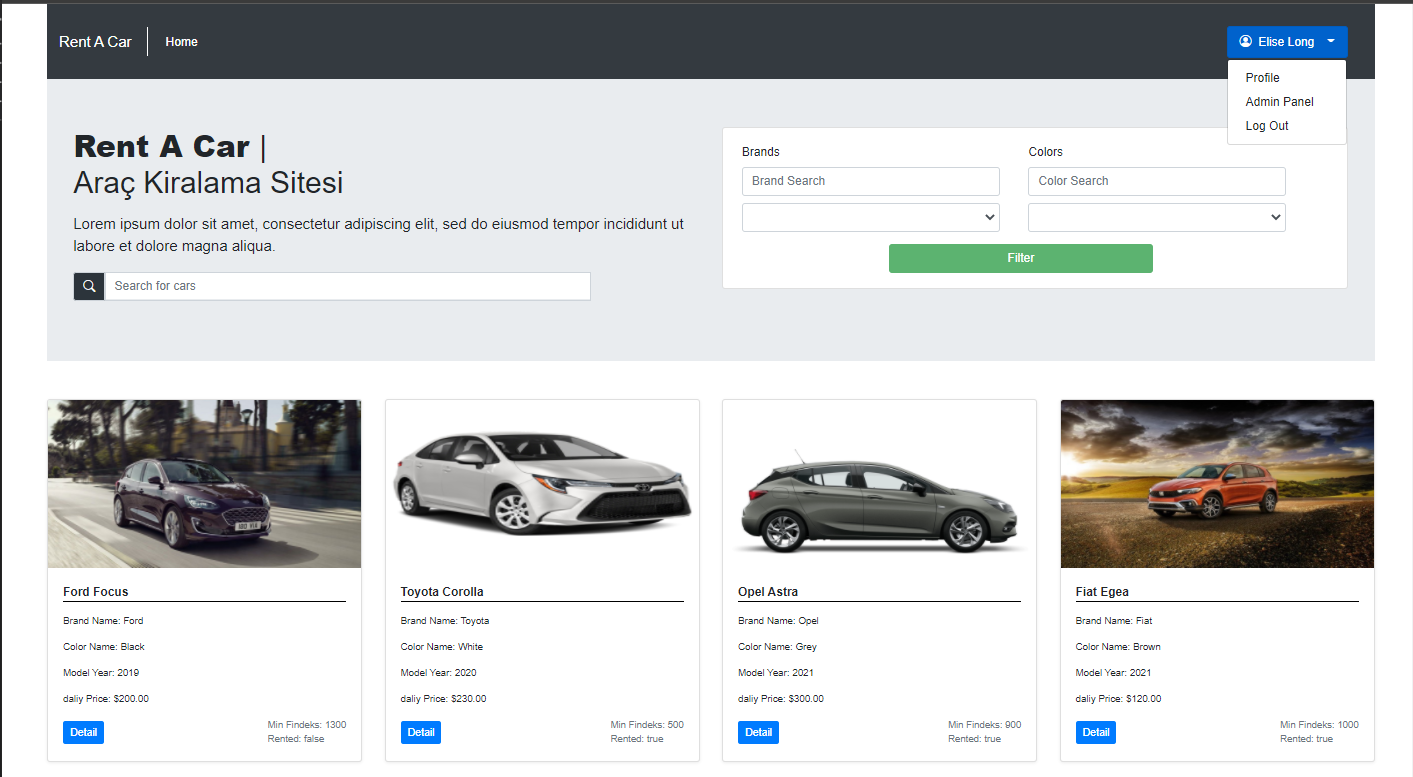 Rent A Car
Home
Elise Long
Profile
Admin Panel
Log Out
Rent A Car |
Araç Kiralama Sitesi
Lorem ipsum dolor sit amet, consectetur adipiscing elit, sed do eiusmod tempor incididunt ut
labore et dolore magna aliqua.
Search for cars
Brands
Colors
Brand Search
Color Search
Filter
Ford Focus
Brand Name: Ford
Color Name: Black
Model Year: 2019
daliy Price: $200.00
Detail
Min Findeks: 1300
Rented: false
Toyota Corolla
Brand Name: Toyota
Color Name: White
Model Year: 2020
daliy Price: $230.00
Detail
Min Findeks: 500
Rented: true
Opel Astra
Brand Name: Opel
Color Name: Grey
Model Year: 2021
daliy Price: $300.00
Detail
Min Findeks: 900
Rented: true
Fiat Egea
Brand Name: Fiat
Color Name: Brown
Model Year: 2021
daliy Price: $120.00
Detail
Min Findeks: 1000
Rented: true